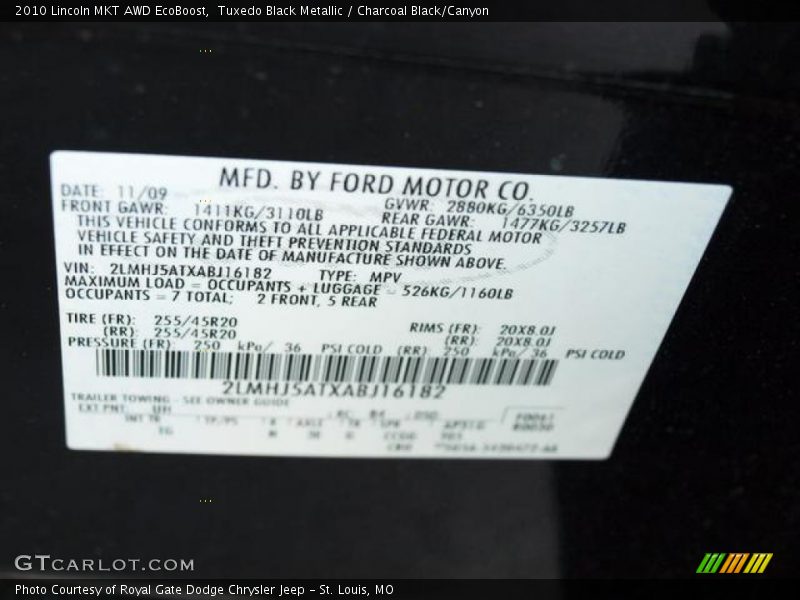 2010 Lincoln MKT AWD EcoBoost,  Tuxedo Black Metallic / Charcoal Black/Canyon
MFD. BY FORD MOTOR CO.
DATE: 11/09 GVWR: 2880KG/6350LB
FRONT GAWR: 1411KG/3110LB REAR GAWR: 1477KG/3257LB
THIS VEHICLE CONFORMS TO ALL APPLICABLE FEDERAL MOTOR
VEHICLE SAFETY AND THEFT PREVENTION STANDARDS
IN EFFECT ON THE DATE OF MANUFACTURE SHOWN ABOVE.
VIN: 2LMHJ5ATXABJ16182 TYPE: MPV
MAXIMUM LOAD = OCCUPANTS + LUGGAGE = 526KG/1160LB
OCCUPANTS = 7 TOTAL; 2 FRONT, 5 REAR
TIRE (FR): 255/45R20 RIMS (FR): 20X8.0J
(RR): 255/45R20 (RR): 20X8.0J
PRESSURE (FR) 250 kPa/ 36 PSI COLD (RR) 250 kPa/ 36 PSI COLD
2LMHJ5ATXABJ16182
TRAILER TOWING - SEE OWNER GUIDE
EXT PNT: UH
GTCARLOT.COM
Photo Courtesy of Royal Gate Dodge Chrysler Jeep – St. Louis, MO